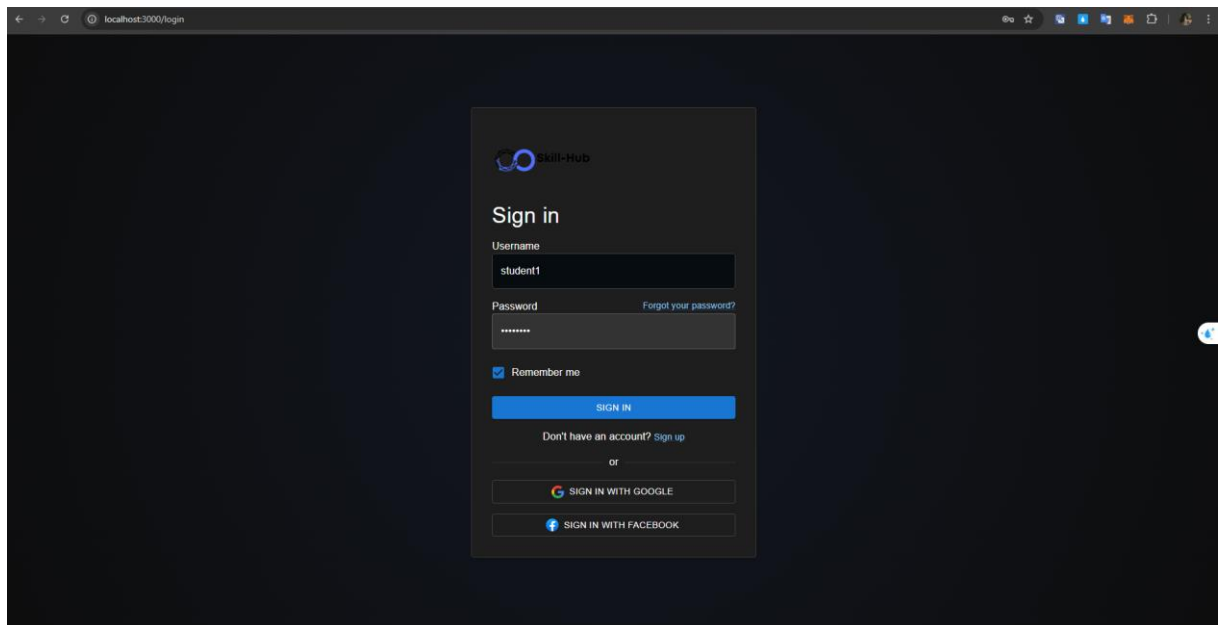 localhost:3000/login
Skill-Hub
Sign in
Username
student1
Password Forgot your password?
••••••••
Remember me
SIGN IN
Don't have an account? Sign up
or
SIGN IN WITH GOOGLE
SIGN IN WITH FACEBOOK